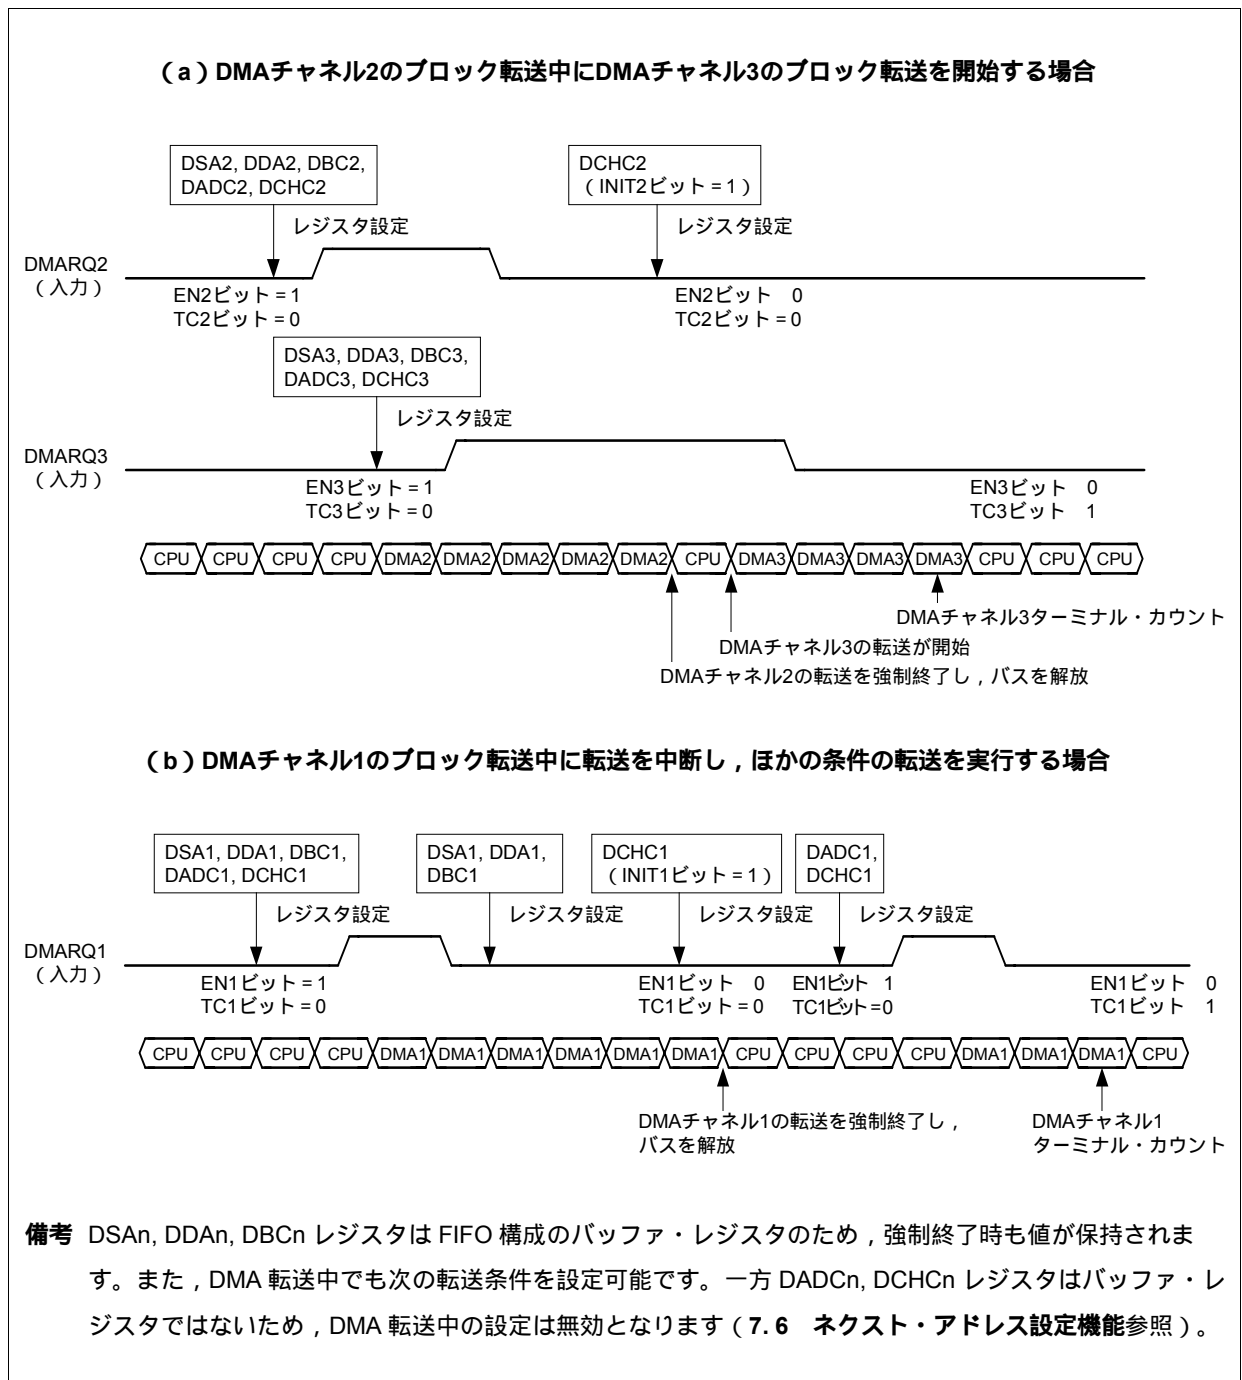 （a）DMAチャネル2のブロック転送中にDMAチャネル3のブロック転送を開始する場合
DSA2, DDA2, DBC2,
DADC2, DCHC2
DCHC2
（INIT2ビット = 1）
レジスタ設定
レジスタ設定
DMARQ2
（入力）
EN2ビット = 1
TC2ビット = 0
EN2ビット　0
TC2ビット = 0
DSA3, DDA3, DBC3,
DADC3, DCHC3
レジスタ設定
DMARQ3
（入力）
EN3ビット = 1
TC3ビット = 0
EN3ビット　0
TC3ビット　1
CPU CPU CPU CPU DMA2 DMA2 DMA2 DMA2 DMA2 CPU DMA3 DMA3 DMA3 DMA3 CPU CPU CPU
DMAチャネル3ターミナル・カウント
DMAチャネル3の転送が開始
DMAチャネル2の転送を強制終了し，バスを解放
（b）DMAチャネル1のブロック転送中に転送を中断し，ほかの条件の転送を実行する場合
DSA1, DDA1, DBC1,
DADC1, DCHC1
DSA1, DDA1,
DBC1
DCHC1
（INIT1ビット = 1）
DADC1,
DCHC1
レジスタ設定
レジスタ設定
レジスタ設定
レジスタ設定
DMARQ1
（入力）
EN1ビット = 1
TC1ビット = 0
EN1ビット　0
TC1ビット = 0
EN1ビット　1
TC1ビット = 0
EN1ビット　0
TC1ビット　1
CPU CPU CPU CPU DMA1 DMA1 DMA1 DMA1 DMA1 DMA1 CPU CPU CPU CPU DMA1 DMA1 DMA1 CPU
DMAチャネル1の転送を強制終了し，
バスを解放
DMAチャネル1
ターミナル・カウント
備考 DSAn, DDAn, DBCn レジスタは FIFO 構成のバッファ・レジスタのため，強制終了時も値が保持されま
す。また，DMA 転送中でも次の転送条件を設定可能です。一方 DADCn, DCHCn レジスタはバッファ・レ
ジスタではないため，DMA 転送中の設定は無効となります（7. 6　ネクスト・アドレス設定機能参照）。